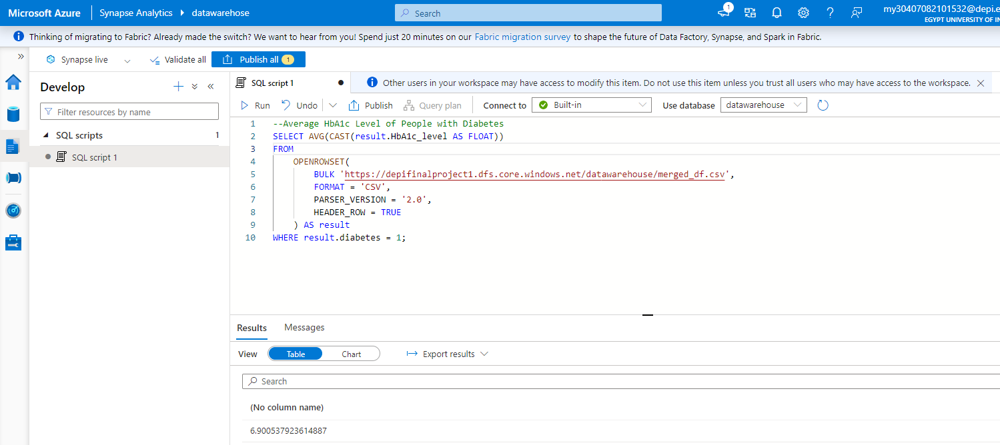 Microsoft Azure Synapse Analytics datawarehose Search 1 my30407082101532@depi.e
EGYPT UNIVERSITY OF IN
Thinking of migrating to Fabric? Already made the switch? We want to hear from you! Spend just 20 minutes on our Fabric migration survey to shape the future of Data Factory, Synapse, and Spark in Fabric.
Synapse live Validate all Publish all 1
Develop
Filter resources by name
SQL scripts 1
SQL script 1
SQL script 1 Other users in your workspace may have access to modify this item. Do not use this item unless you trust all users who may have access to the workspace.
Run Undo Publish Query plan Connect to Built-in Use database datawarehouse
1 --Average HbA1c Level of People with Diabetes
2 SELECT AVG(CAST(result.HbA1c_level AS FLOAT))
3 FROM
4 OPENROWSET(
5 BULK 'https://depifinalproject1.dfs.core.windows.net/datawarehouse/merged_df.csv',
6 FORMAT = 'CSV',
7 PARSER_VERSION = '2.0',
8 HEADER_ROW = TRUE
9 ) AS result
10 WHERE result.diabetes = 1;
Results Messages
View Table Chart Export results
Search
(No column name)
6.900537923614887